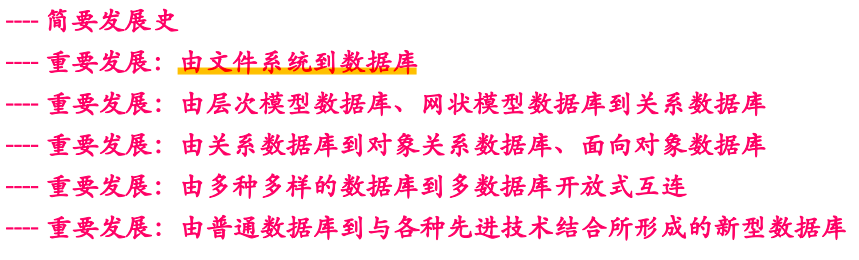 ---- 简要发展史
---- 重要发展：由文件系统到数据库
---- 重要发展：由层次模型数据库、网状模型数据库到关系数据库
---- 重要发展：由关系数据库到对象关系数据库、面向对象数据库
---- 重要发展：由多种多样的数据库到多数据库开放式互连
---- 重要发展：由普通数据库到与各种先进技术结合所形成的新型数据库